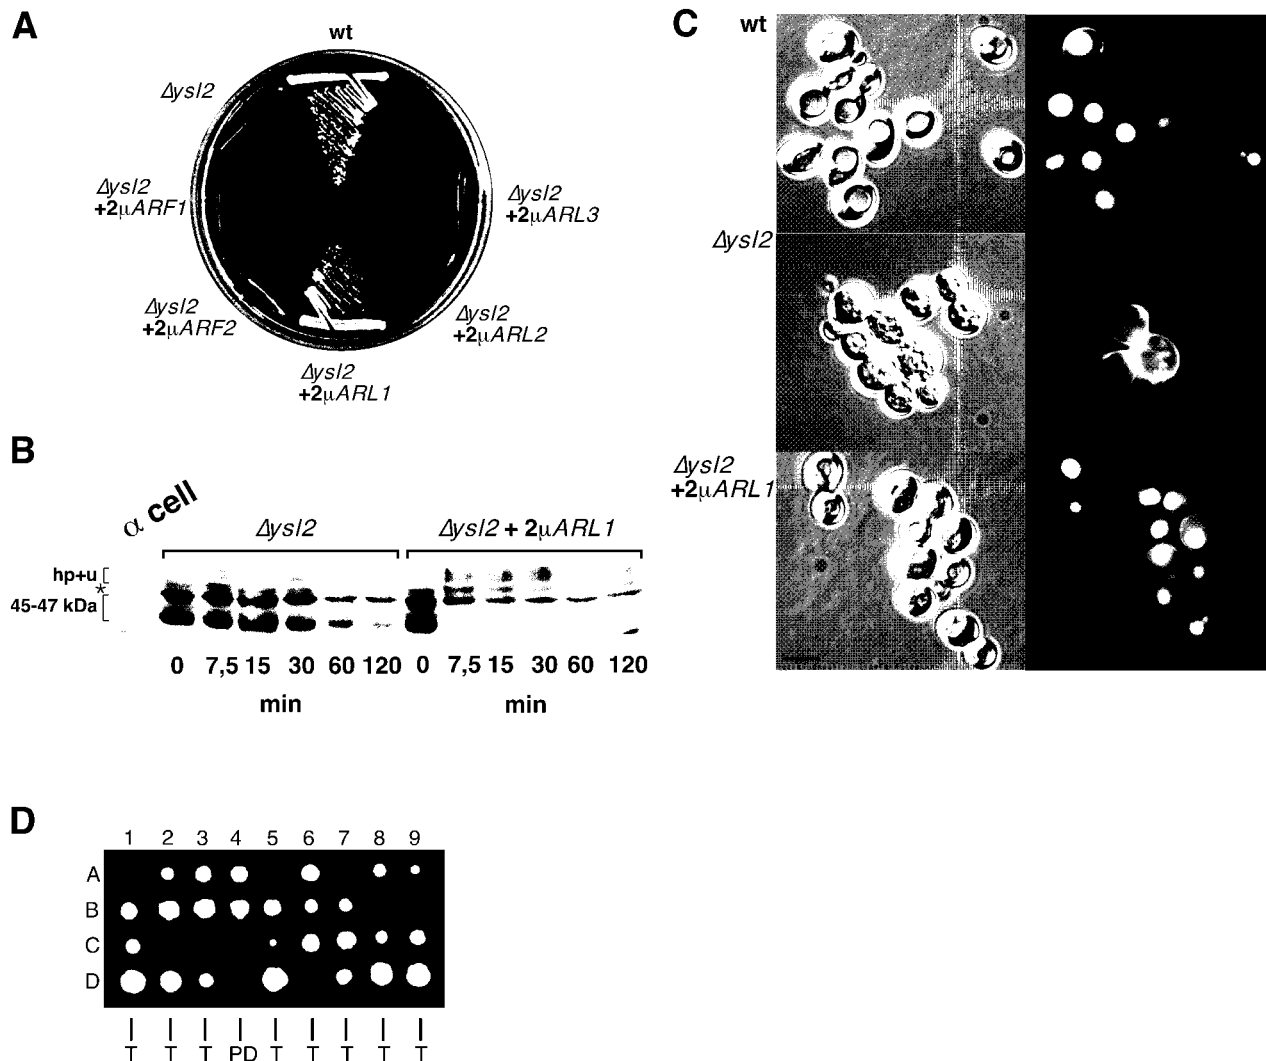 A
wt
Δysl2
Δysl2
+2μARF1
Δysl2
+2μARL3
Δysl2
+2μARF2
Δysl2
+2μARL2
Δysl2
+2μARL1
B
α cell
Δysl2
Δysl2 + 2μARL1
hp+u
*
45-47 kDa
0 7,5 15 30 60 120 0 7,5 15 30 60 120
min min
C
wt
Δysl2
Δysl2
+2μARL1
D
1 2 3 4 5 6 7 8 9
A
B
C
D
T T T PD T T T T T